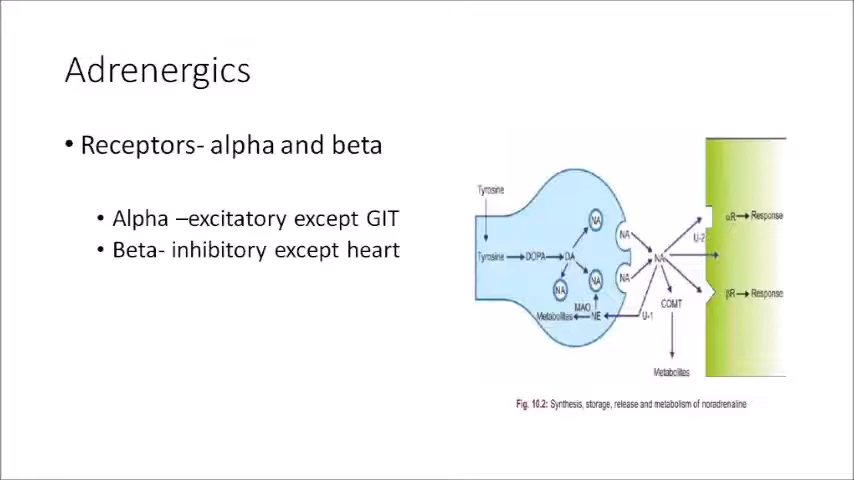 Adrenergics
• Receptors- alpha and beta
• Alpha –excitatory except GIT
• Beta- inhibitory except heart
Tyrosine
Tyrosine
DOPA
DA
NA
NA
NA
NA
NA
NA
MAO
Metabolites
NE
U-1
U-2
COMT
Metabolites
αR Response
βR Response
Fig. 10.2: Synthesis, storage, release and metabolism of noradrenaline